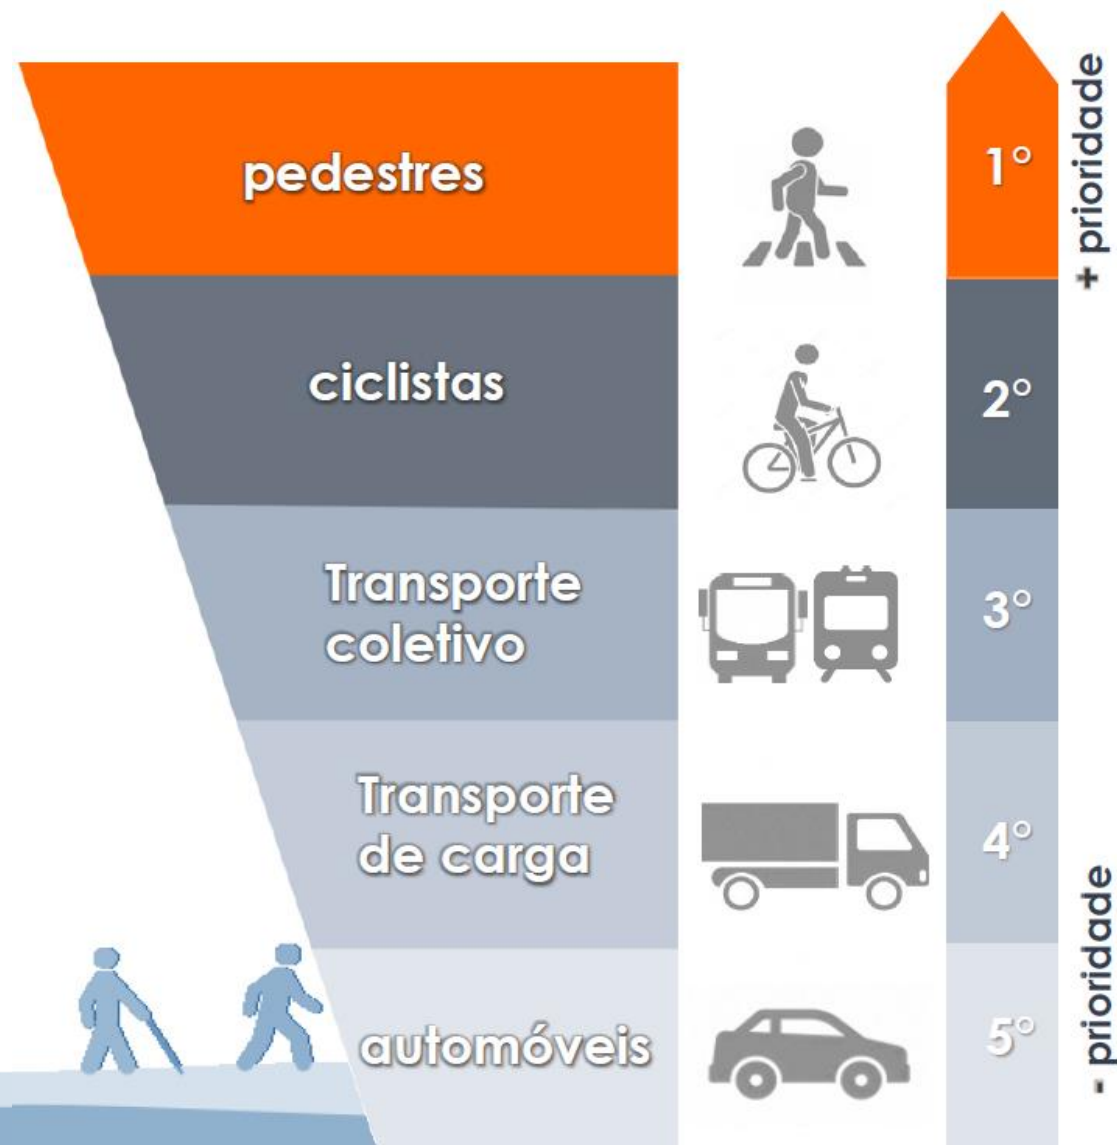 pedestres
1°
+ prioridade
ciclistas
2°
Transporte
coletivo
3°
Transporte
de carga
4°
automóveis
5°
- prioridade